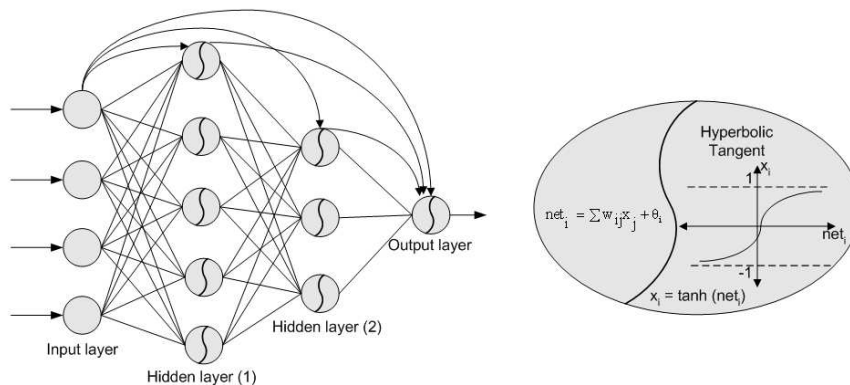 Input layer
Hidden layer (1)
Hidden layer (2)
Output layer
net_i = ∑ w_ij x_j + θ_i
Hyperbolic
Tangent
x_i
1
net_i
-1
x_i = tanh (net_i)